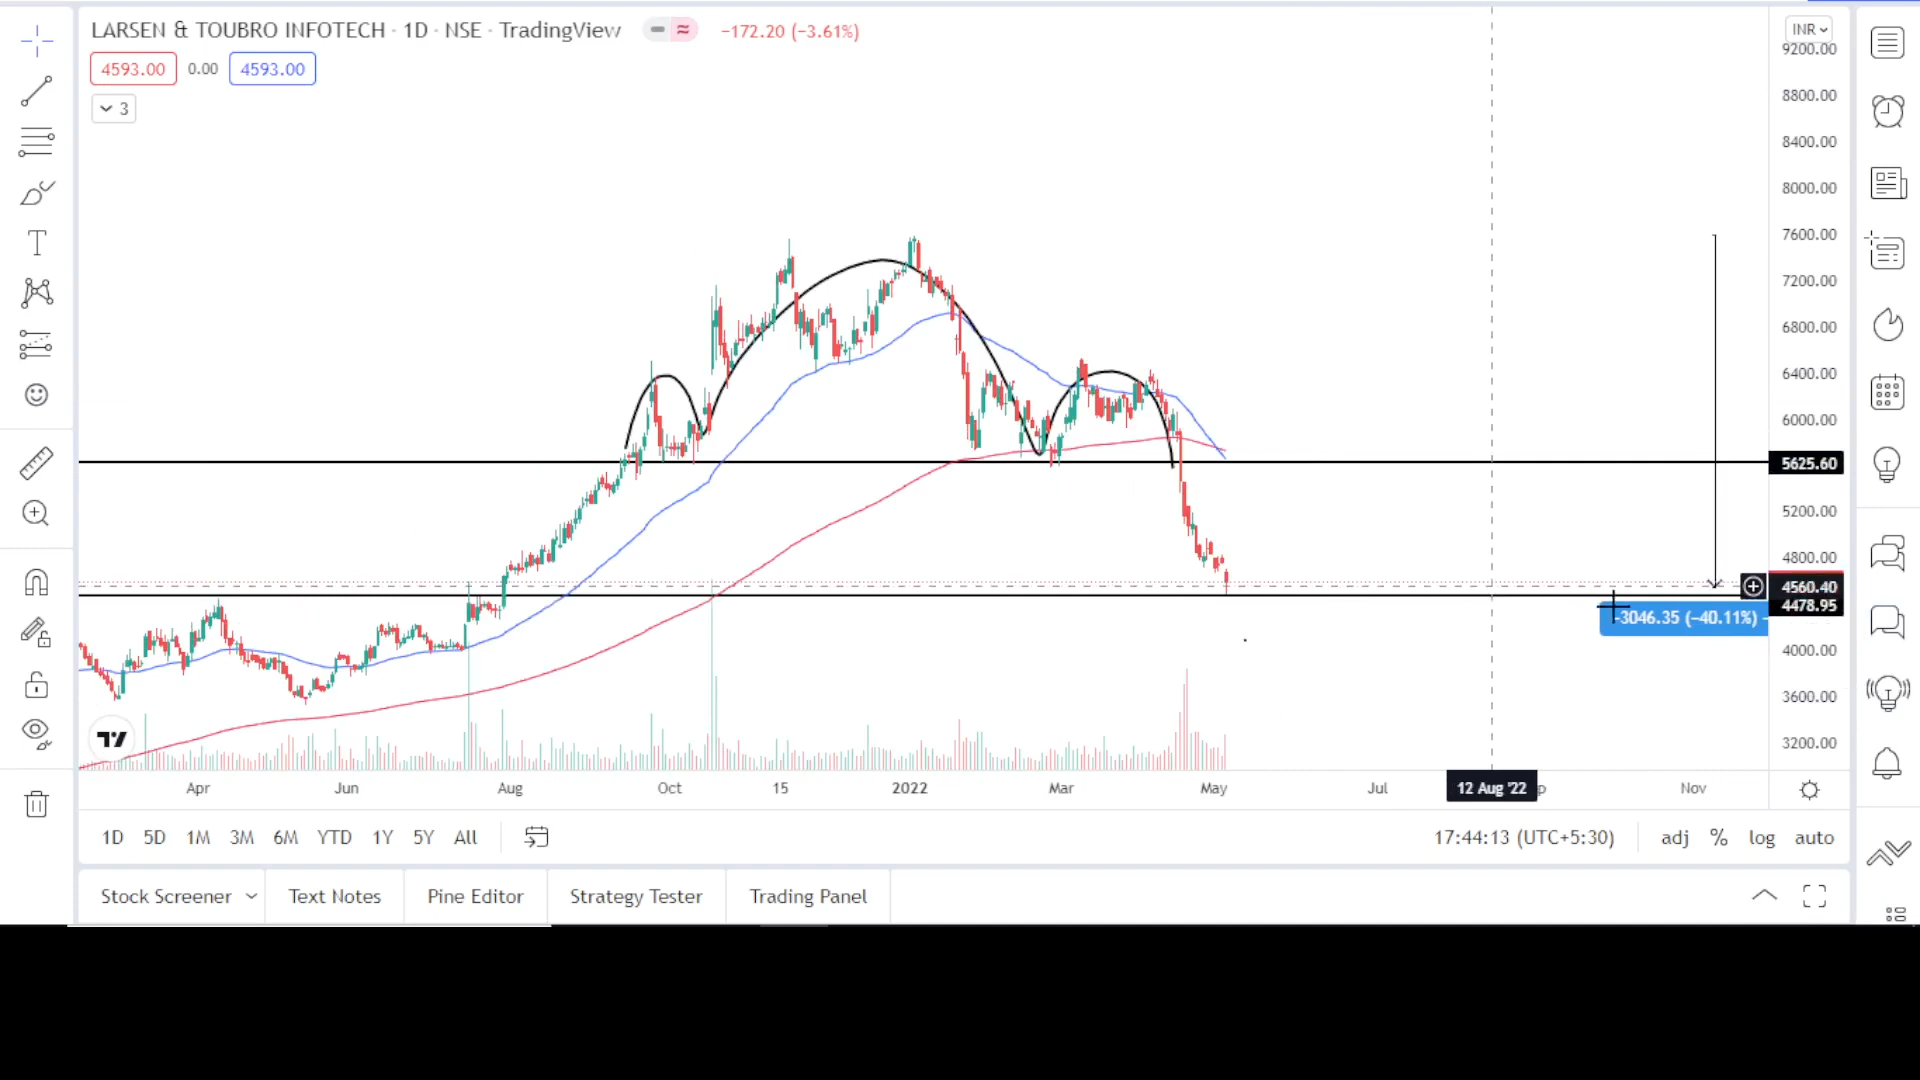 LARSEN & TOUBRO INFOTECH · 1D · NSE · TradingView −172.20 (−3.61%)
4593.00 0.00 4593.00
3
INR
9200.00
8800.00
8400.00
8000.00
7600.00
7200.00
6800.00
6400.00
6000.00
5625.60
5200.00
4800.00
4560.40
4478.95
−3046.35 (−40.11%) −
4000.00
3600.00
3200.00
Apr Jun Aug Oct 15 2022 Mar May Jul 12 Aug '22 p Nov
1D 5D 1M 3M 6M YTD 1Y 5Y All 17:44:13 (UTC+5:30) adj % log auto
Stock Screener Text Notes Pine Editor Strategy Tester Trading Panel